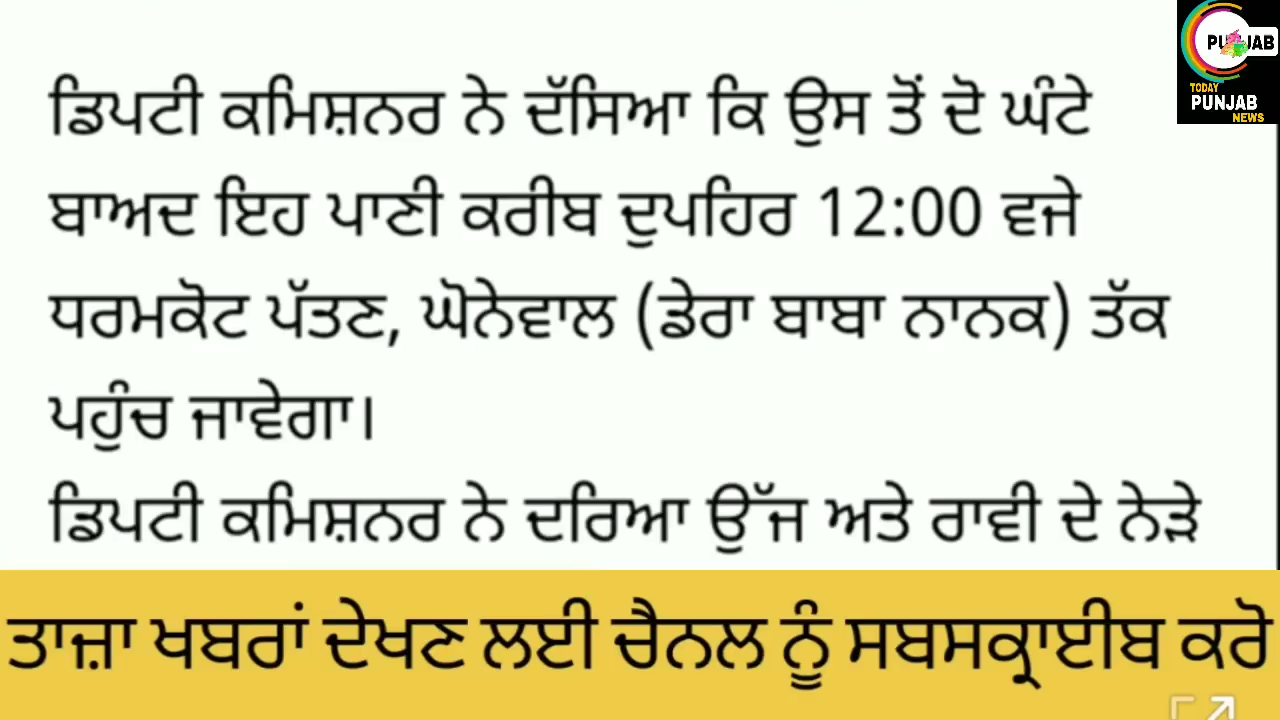 PUNJAB
TODAY
PUNJAB
NEWS
ਡਿਪਟੀ ਕਮਿਸ਼ਨਰ ਨੇ ਦੱਸਿਆ ਕਿ ਉਸ ਤੋਂ ਦੋ ਘੰਟੇ
ਬਾਅਦ ਇਹ ਪਾਣੀ ਕਰੀਬ ਦੁਪਹਿਰ 12:00 ਵਜੇ
ਧਰਮਕੋਟ ਪੱਤਣ, ਘੋਨੇਵਾਲ (ਡੇਰਾ ਬਾਬਾ ਨਾਨਕ) ਤੱਕ
ਪਹੁੰਚ ਜਾਵੇਗਾ।
ਡਿਪਟੀ ਕਮਿਸ਼ਨਰ ਨੇ ਦਰਿਆ ਉੱਜ ਅਤੇ ਰਾਵੀ ਦੇ ਨੇੜੇ
ਤਾਜ਼ਾ ਖਬਰਾਂ ਦੇਖਣ ਲਈ ਚੈਨਲ ਨੂੰ ਸਬਸਕ੍ਰਾਈਬ ਕਰੋ